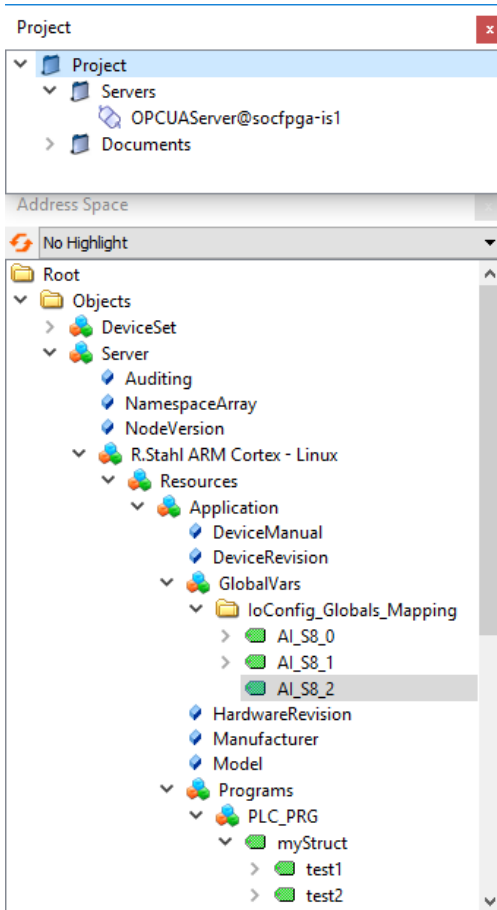 Project
x
Project
Servers
OPCUAServer@socfpga-is1
Documents
Address Space
x
No Highlight
Root
Objects
DeviceSet
Server
Auditing
NamespaceArray
NodeVersion
R.Stahl ARM Cortex - Linux
Resources
Application
DeviceManual
DeviceRevision
GlobalVars
IoConfig_Globals_Mapping
AI_S8_0
AI_S8_1
AI_S8_2
HardwareRevision
Manufacturer
Model
Programs
PLC_PRG
myStruct
test1
test2